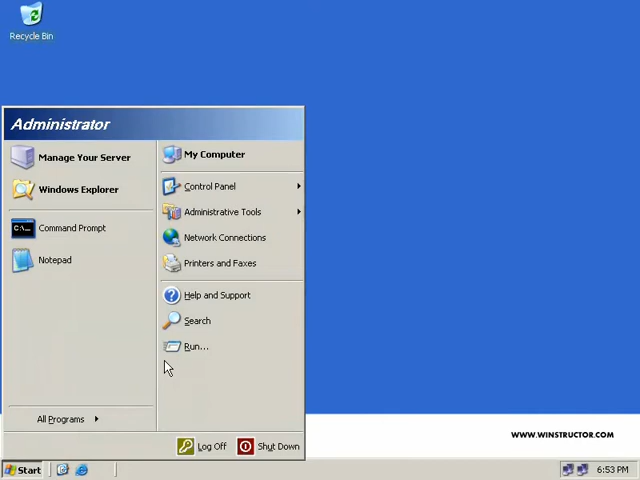 Recycle Bin
Administrator
Manage Your Server
Windows Explorer
Command Prompt
Notepad
All Programs
My Computer
Control Panel
Administrative Tools
Network Connections
Printers and Faxes
Help and Support
Search
Run...
Log Off
Shut Down
WWW.WINSTRUCTOR.COM
Start
6:53 PM